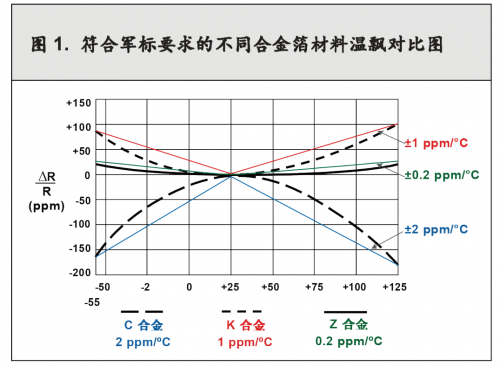 图 1. 符合军标要求的不同合金箔材料温飘对比图
+150
+100
+50
0
-50
-100
-150
-200
ΔR
R
(ppm)
±1 ppm/°C
±0.2 ppm/°C
±2 ppm/°C
-50 -2 0 +25 +50 +75 +100 +125
-55
C 合金 K 合金 Z 合金
2 ppm/°C 1 ppm/°C 0.2 ppm/°C